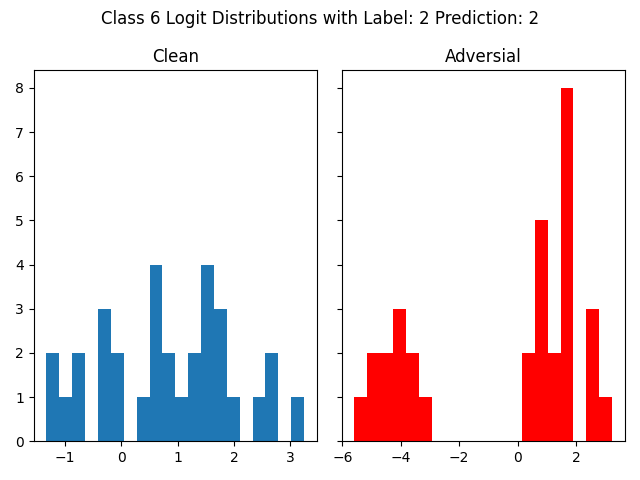 Class 6 Logit Distributions with Label: 2 Prediction: 2
Clean
Adversial
8
7
6
5
4
3
2
1
0
−1 0 1 2 3
−6 −4 −2 0 2